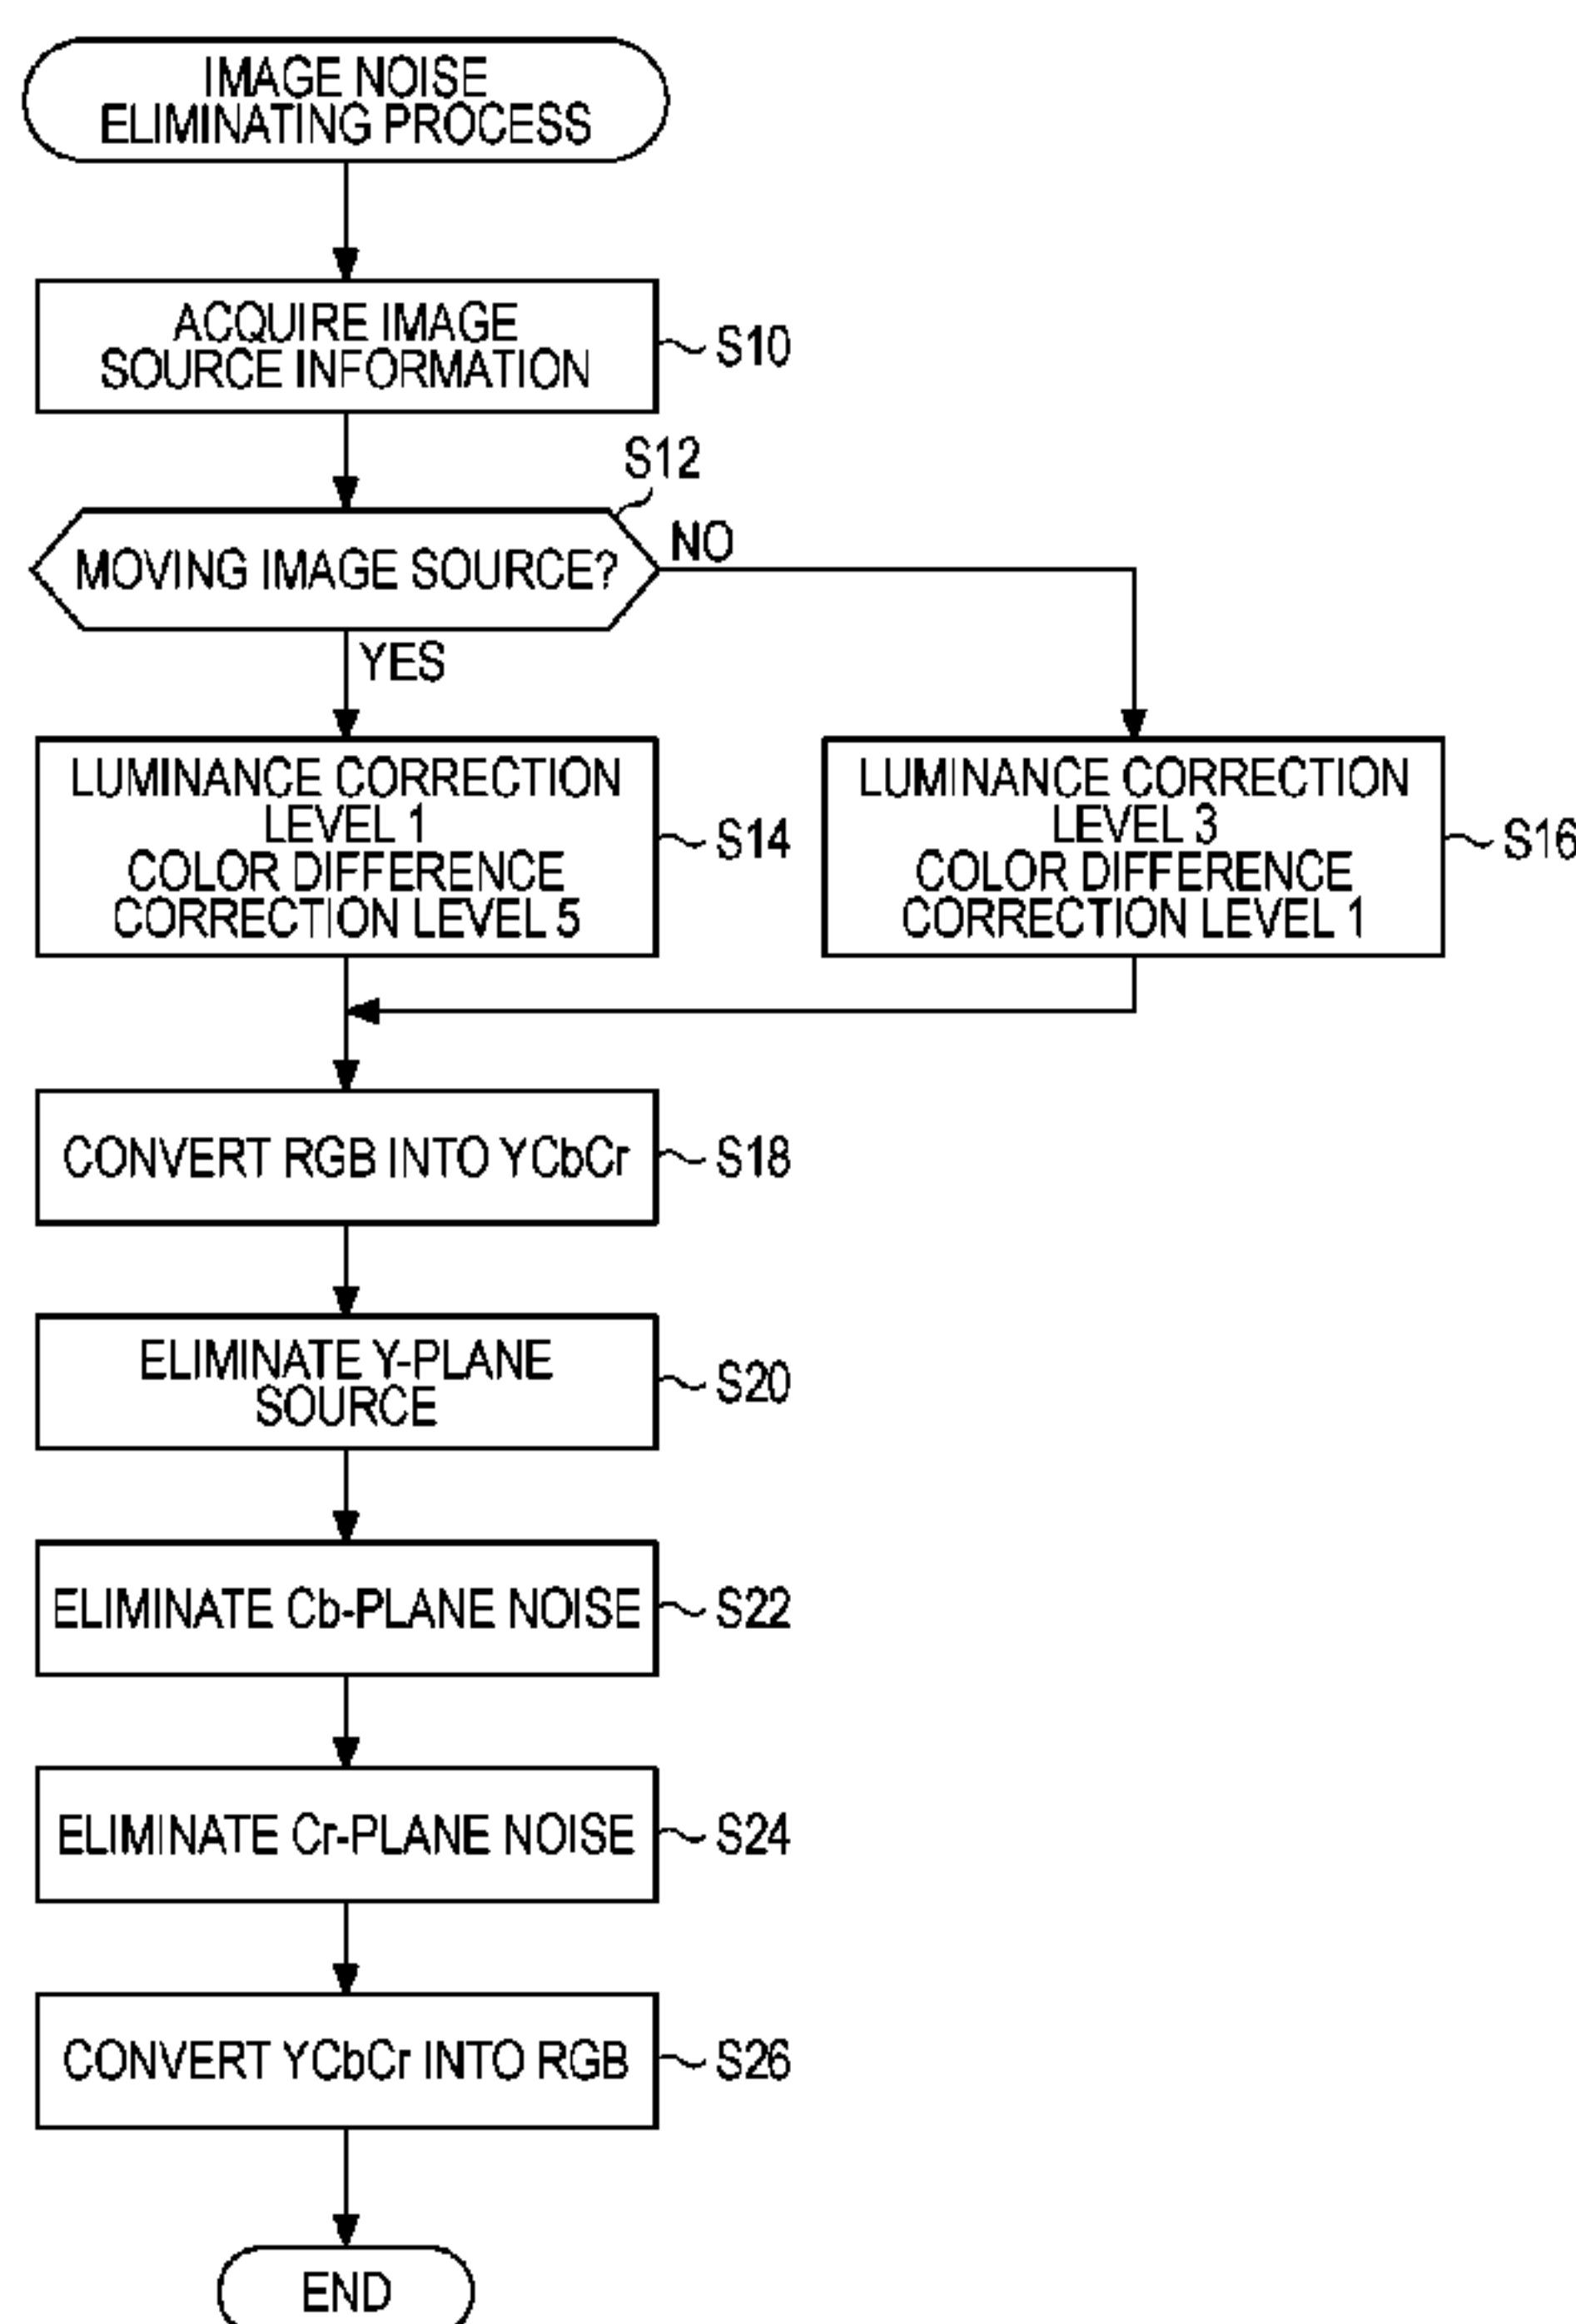 IMAGE NOISE
ELIMINATING PROCESS
ACQUIRE IMAGE
SOURCE INFORMATION
S10
S12
MOVING IMAGE SOURCE?
NO
YES
LUMINANCE CORRECTION
LEVEL 1
COLOR DIFFERENCE
CORRECTION LEVEL 5
S14
LUMINANCE CORRECTION
LEVEL 3
COLOR DIFFERENCE
CORRECTION LEVEL 1
S16
CONVERT RGB INTO YCbCr
S18
ELIMINATE Y-PLANE
SOURCE
S20
ELIMINATE Cb-PLANE NOISE
S22
ELIMINATE Cr-PLANE NOISE
S24
CONVERT YCbCr INTO RGB
S26
END